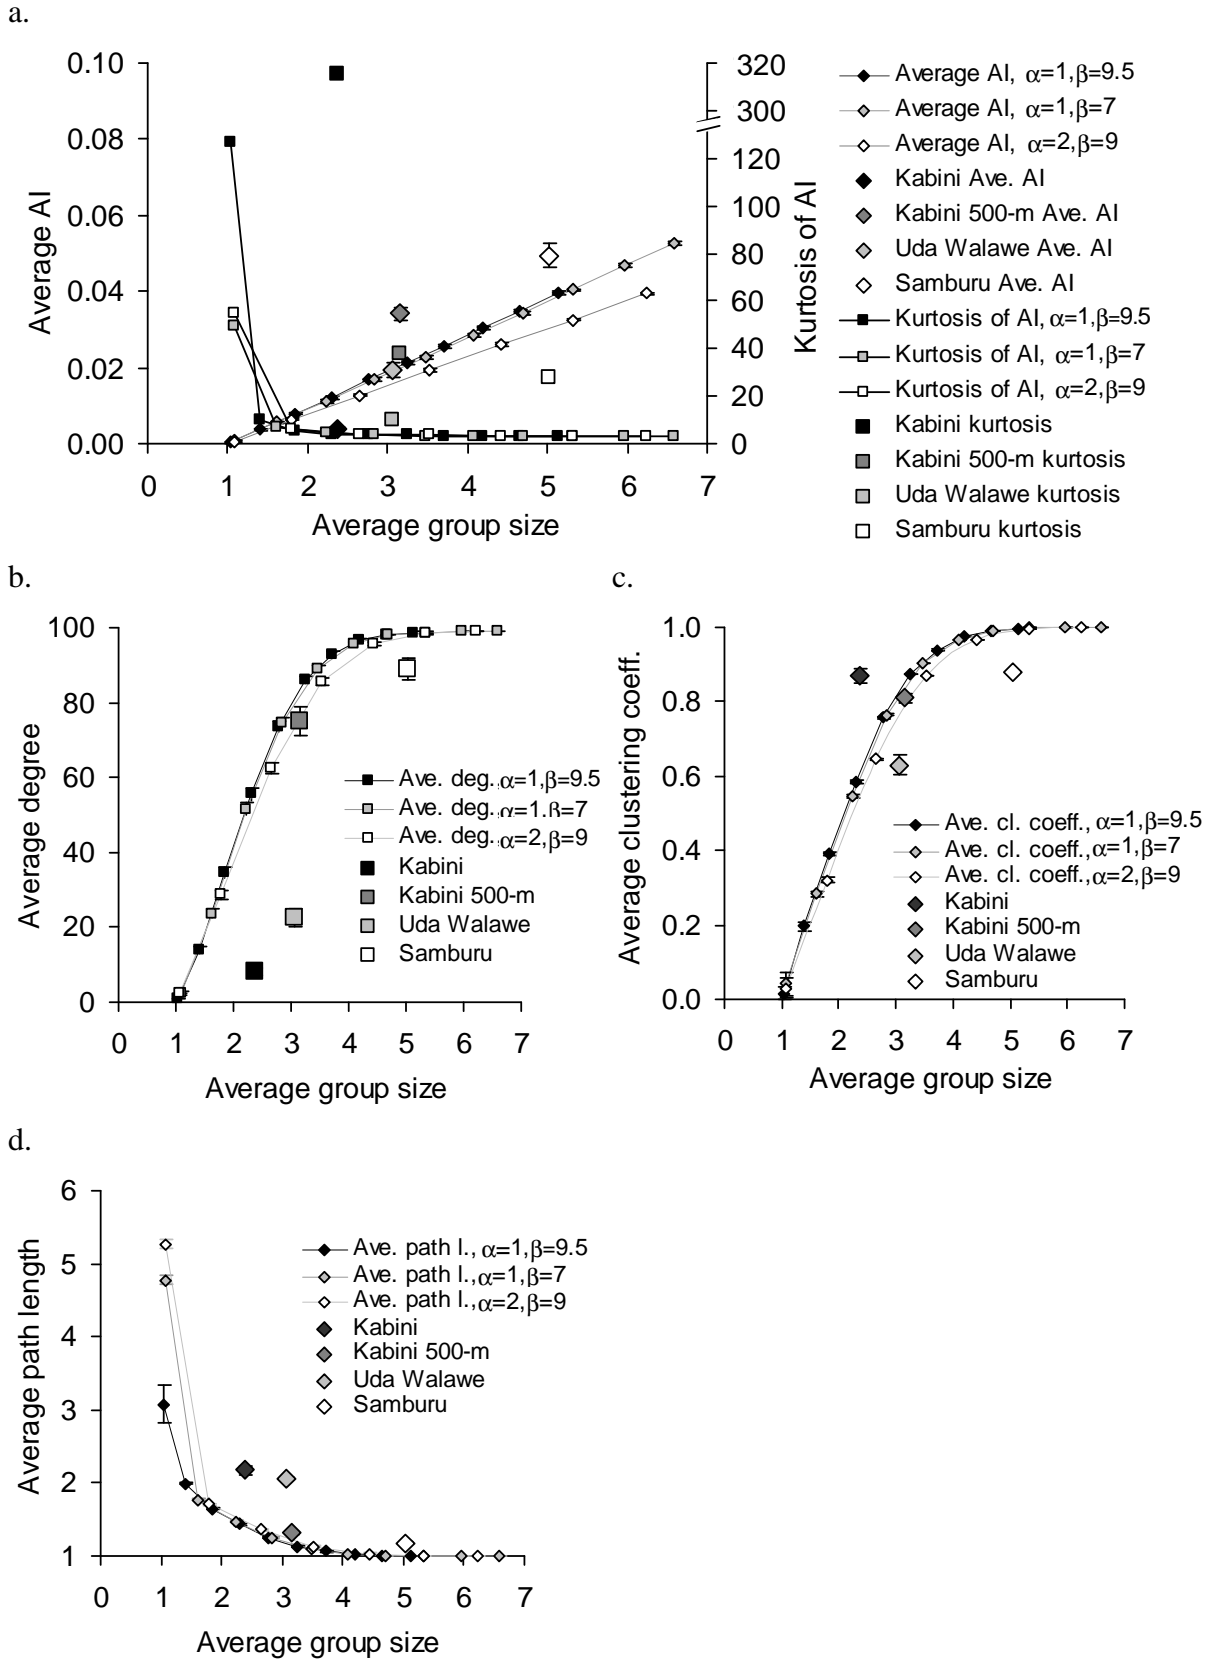 a.
0.10
0.08
0.06
0.04
0.02
0.00
Average AI
320
300
120
100
80
60
40
20
0
Kurtosis of AI
0 1 2 3 4 5 6 7
Average group size
Average AI, α=1,β=9.5
Average AI, α=1,β=7
Average AI, α=2,β=9
Kabini Ave. AI
Kabini 500-m Ave. AI
Uda Walawe Ave. AI
Samburu Ave. AI
Kurtosis of AI, α=1,β=9.5
Kurtosis of AI, α=1,β=7
Kurtosis of AI, α=2,β=9
Kabini kurtosis
Kabini 500-m kurtosis
Uda Walawe kurtosis
Samburu kurtosis
b.
100
80
60
40
20
0
Average degree
0 1 2 3 4 5 6 7
Average group size
Ave. deg.,α=1,β=9.5
Ave. deg.,α=1,β=7
Ave. deg.,α=2,β=9
Kabini
Kabini 500-m
Uda Walawe
Samburu
c.
1.0
0.8
0.6
0.4
0.2
0.0
Average clustering coeff.
0 1 2 3 4 5 6 7
Average group size
Ave. cl. coeff., α=1,β=9.5
Ave. cl. coeff.,α=1,β=7
Ave. cl. coeff.,α=2,β=9
Kabini
Kabini 500-m
Uda Walawe
Samburu
d.
6
5
4
3
2
1
Average path length
0 1 2 3 4 5 6 7
Average group size
Ave. path l., α=1,β=9.5
Ave. path l.,α=1,β=7
Ave. path l.,α=2,β=9
Kabini
Kabini 500-m
Uda Walawe
Samburu